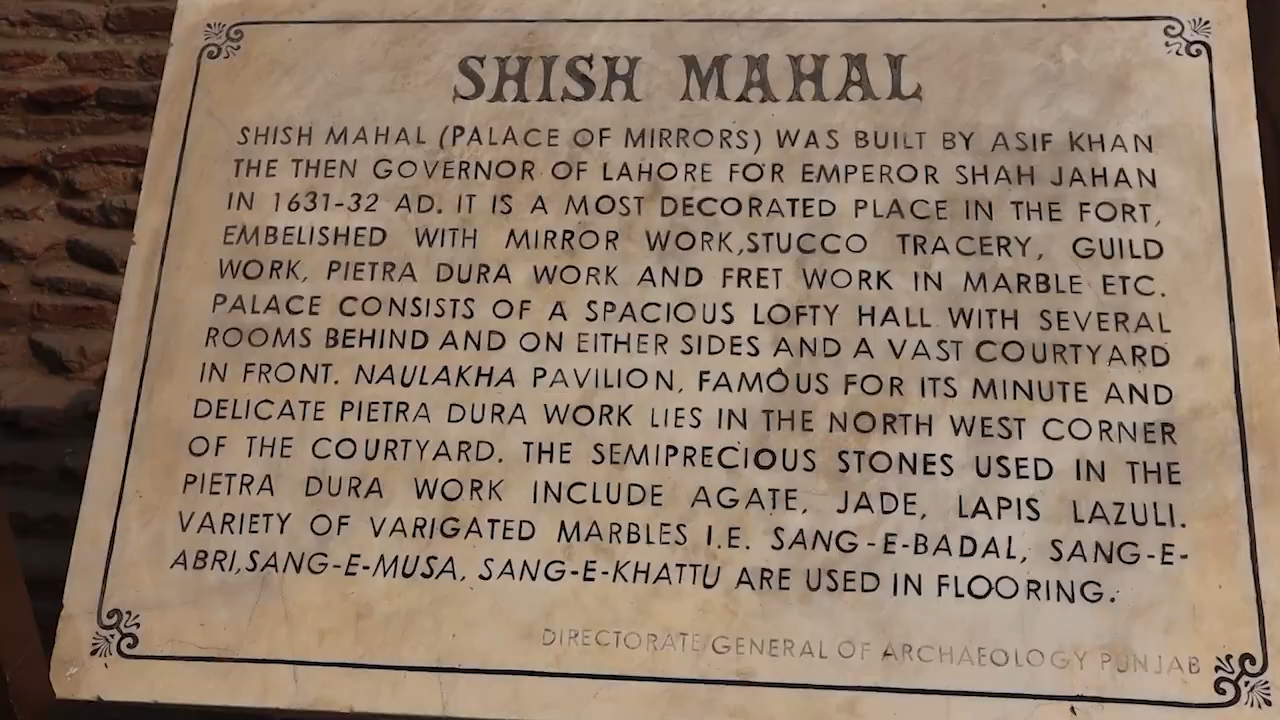 SHISH MAHAL
SHISH MAHAL (PALACE OF MIRRORS) WAS BUILT BY ASIF KHAN
THE THEN GOVERNOR OF LAHORE FOR EMPEROR SHAH JAHAN
IN 1631-32 AD. IT IS A MOST DECORATED PLACE IN THE FORT,
EMBELISHED WITH MIRROR WORK,STUCCO TRACERY, GUILD
WORK, PIETRA DURA WORK AND FRET WORK IN MARBLE ETC.
PALACE CONSISTS OF A SPACIOUS LOFTY HALL WITH SEVERAL
ROOMS BEHIND AND ON EITHER SIDES AND A VAST COURTYARD
IN FRONT. NAULAKHA PAVILION, FAMOUS FOR ITS MINUTE AND
DELICATE PIETRA DURA WORK LIES IN THE NORTH WEST CORNER
OF THE COURTYARD. THE SEMIPRECIOUS STONES USED IN THE
PIETRA DURA WORK INCLUDE AGATE, JADE, LAPIS LAZULI.
VARIETY OF VARIGATED MARBLES I.E. SANG-E-BADAL, SANG-E-
ABRI,SANG-E-MUSA, SANG-E-KHATTU ARE USED IN FLOORING.
DIRECTORATE GENERAL OF ARCHAEOLOGY PUNJAB